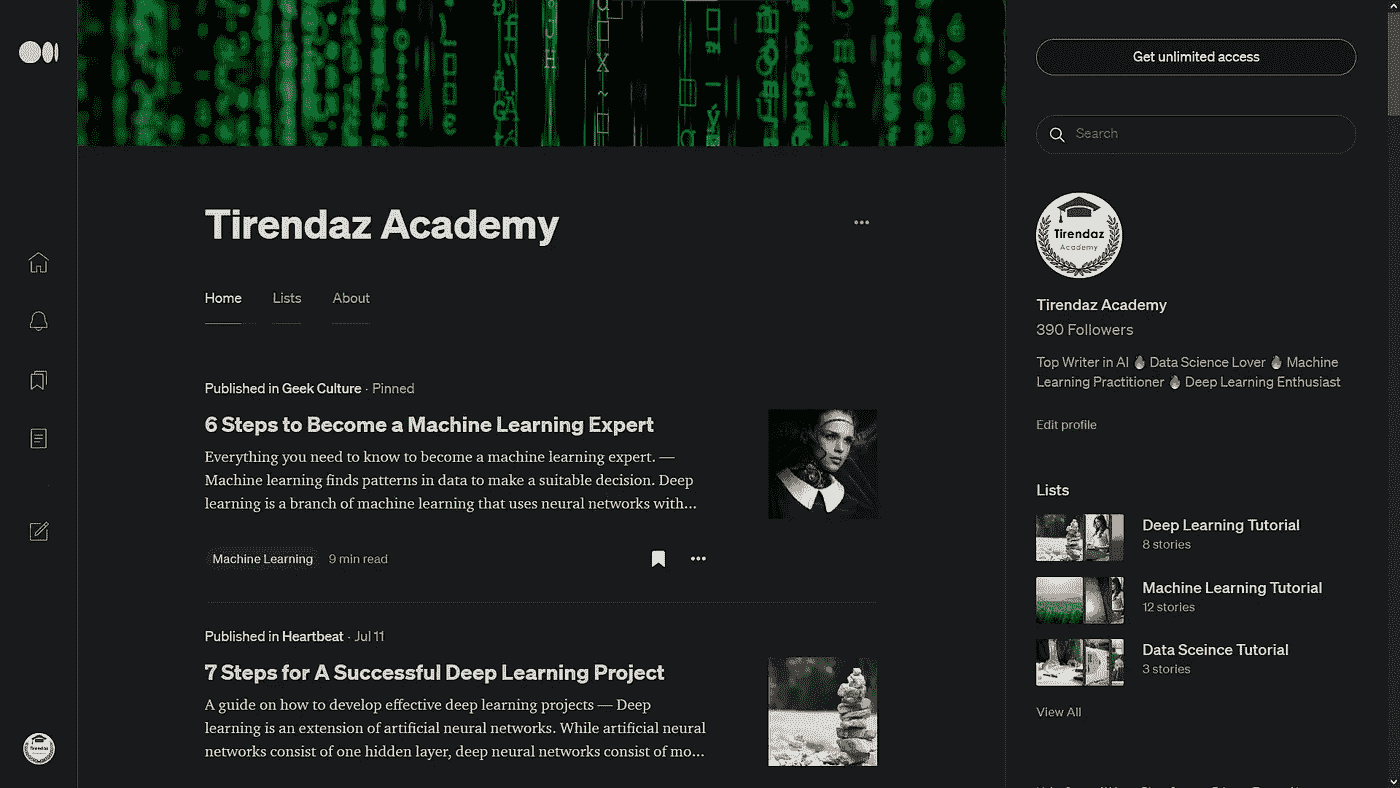 Get unlimited access
Search
Tirendaz Academy
Home Lists About
Published in Geek Culture · Pinned
6 Steps to Become a Machine Learning Expert
Everything you need to know to become a machine learning expert. —
Machine learning finds patterns in data to make a suitable decision. Deep
learning is a branch of machine learning that uses neural networks with...
Machine Learning 9 min read
Published in Heartbeat · Jul 11
7 Steps for A Successful Deep Learning Project
A guide on how to develop effective deep learning projects — Deep
learning is an extension of artificial neural networks. While artificial neural
networks consist of one hidden layer, deep neural networks consist of mo...
Tirendaz
Academy
Tirendaz Academy
390 Followers
Top Writer in AI 🔥 Data Science Lover 🔥 Machine
Learning Practitioner 🔥 Deep Learning Enthusiast
Edit profile
Lists
Deep Learning Tutorial
8 stories
Machine Learning Tutorial
12 stories
Data Sceince Tutorial
3 stories
View All
Tirendaz